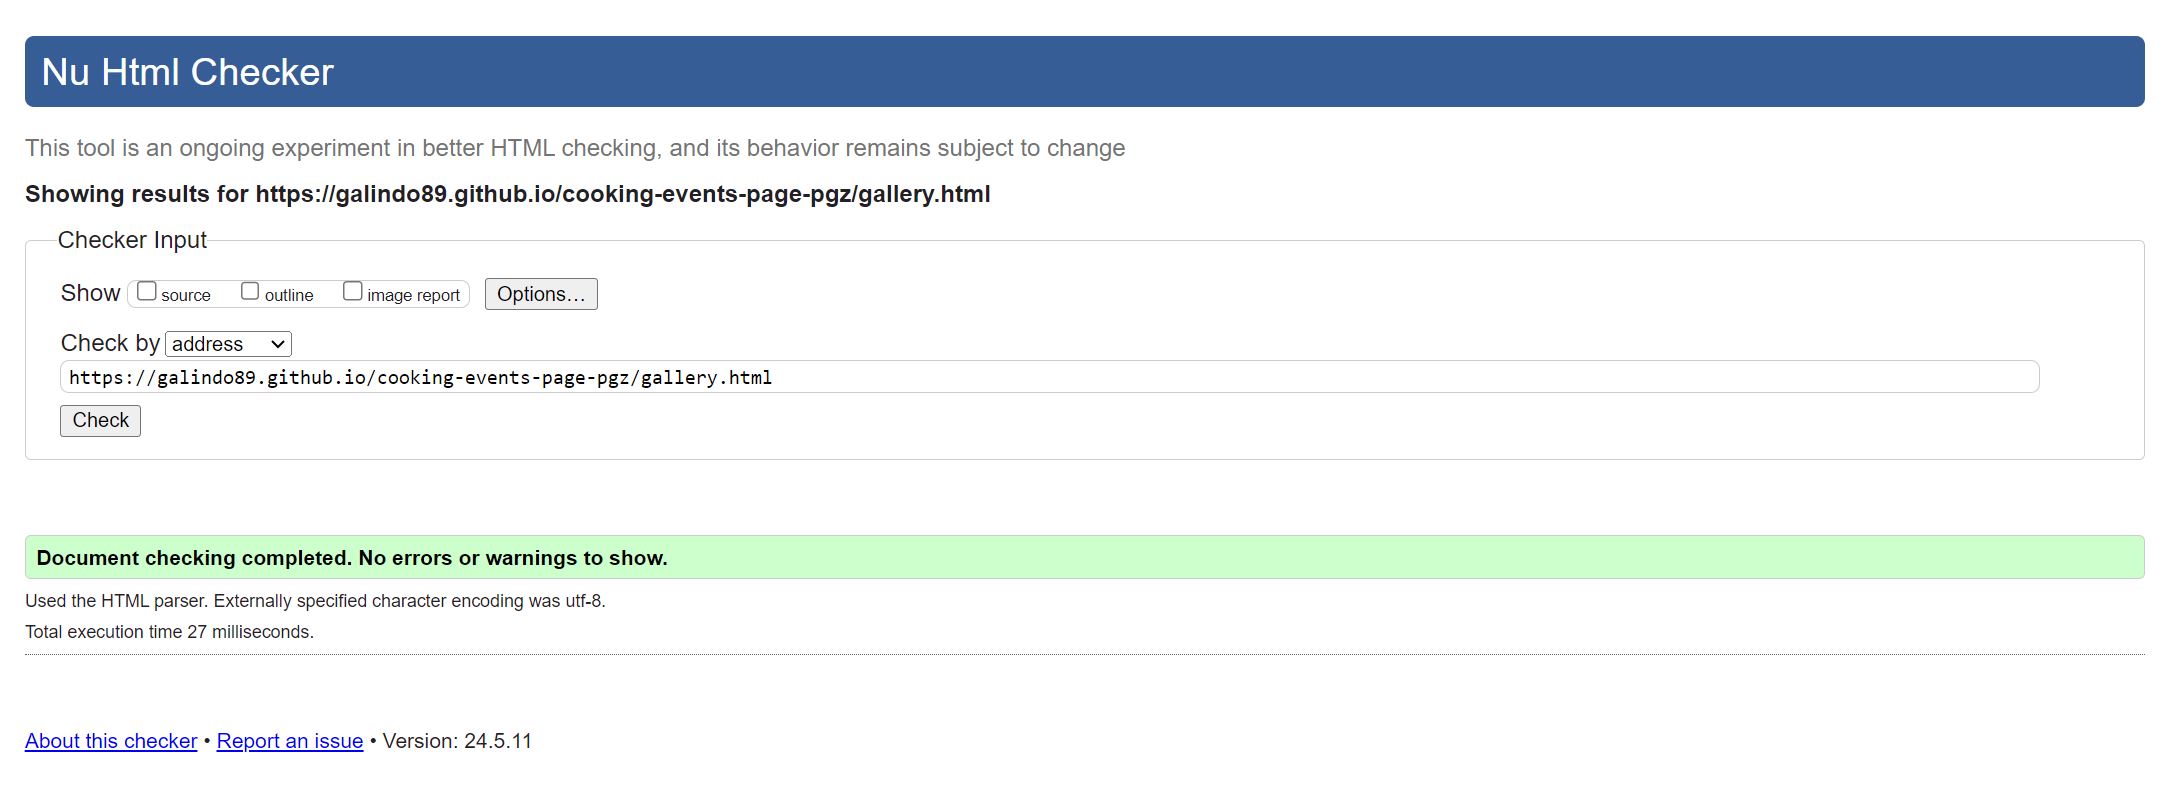 Nu Html Checker
This tool is an ongoing experiment in better HTML checking, and its behavior remains subject to change
Showing results for https://galindo89.github.io/cooking-events-page-pgz/gallery.html
Checker Input
Show source outline image report Options…
Check by address
https://galindo89.github.io/cooking-events-page-pgz/gallery.html
Check
Document checking completed. No errors or warnings to show.
Used the HTML parser. Externally specified character encoding was utf-8.
Total execution time 27 milliseconds.
About this checker • Report an issue • Version: 24.5.11